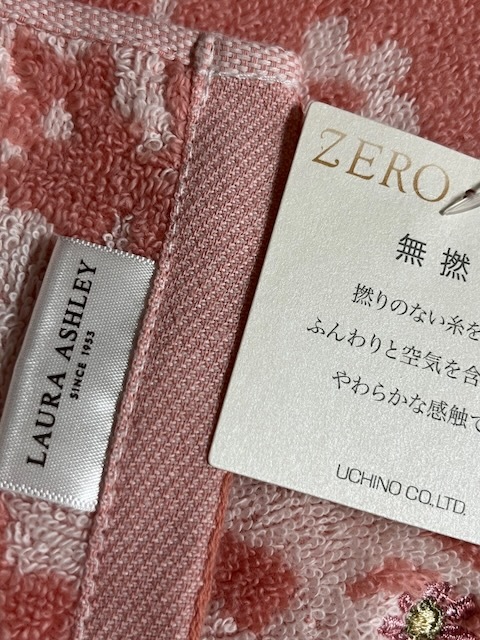 LAURA ASHLEY
SINCE 1953
ZERO
無撚
撚りのない糸を
ふんわりと空気を含
やわらかな感触で
UCHINO CO.,LTD.